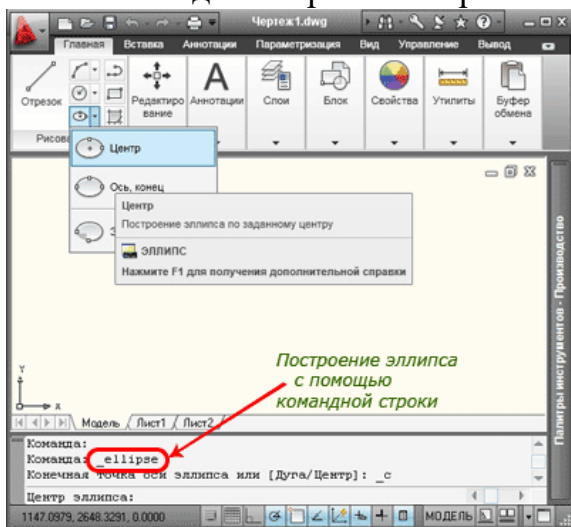 Чертеж1.dwg
Главная Вставка Аннотации Параметризация Вид Управление Вывод
Отрезок
Редактиро
вание
Аннотации
Слои
Блок
Свойства
Утилиты
Буфер
обмена
Рисов
Центр
Ось, конец
Центр
Построение эллипса по заданному центру
ЭЛЛИПС
Нажмите F1 для получения дополнительной справки
Палитры инструментов - Производство
Построение эллипса
с помощью
командной строки
Y
X
Модель Лист1 Лист2
Команда:
Команда: _ellipse
Конечная точка оси эллипса или [Дуга/Центр]: _c
Центр эллипса:
1147.0979, 2648.3291, 0.0000 МОДЕЛЬ